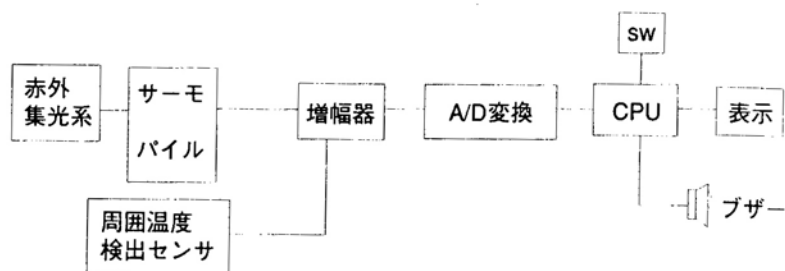 SW
赤外
集光系
サーモ
パイル
増幅器
A/D変換
CPU
表示
周囲温度
検出センサ
ブザー